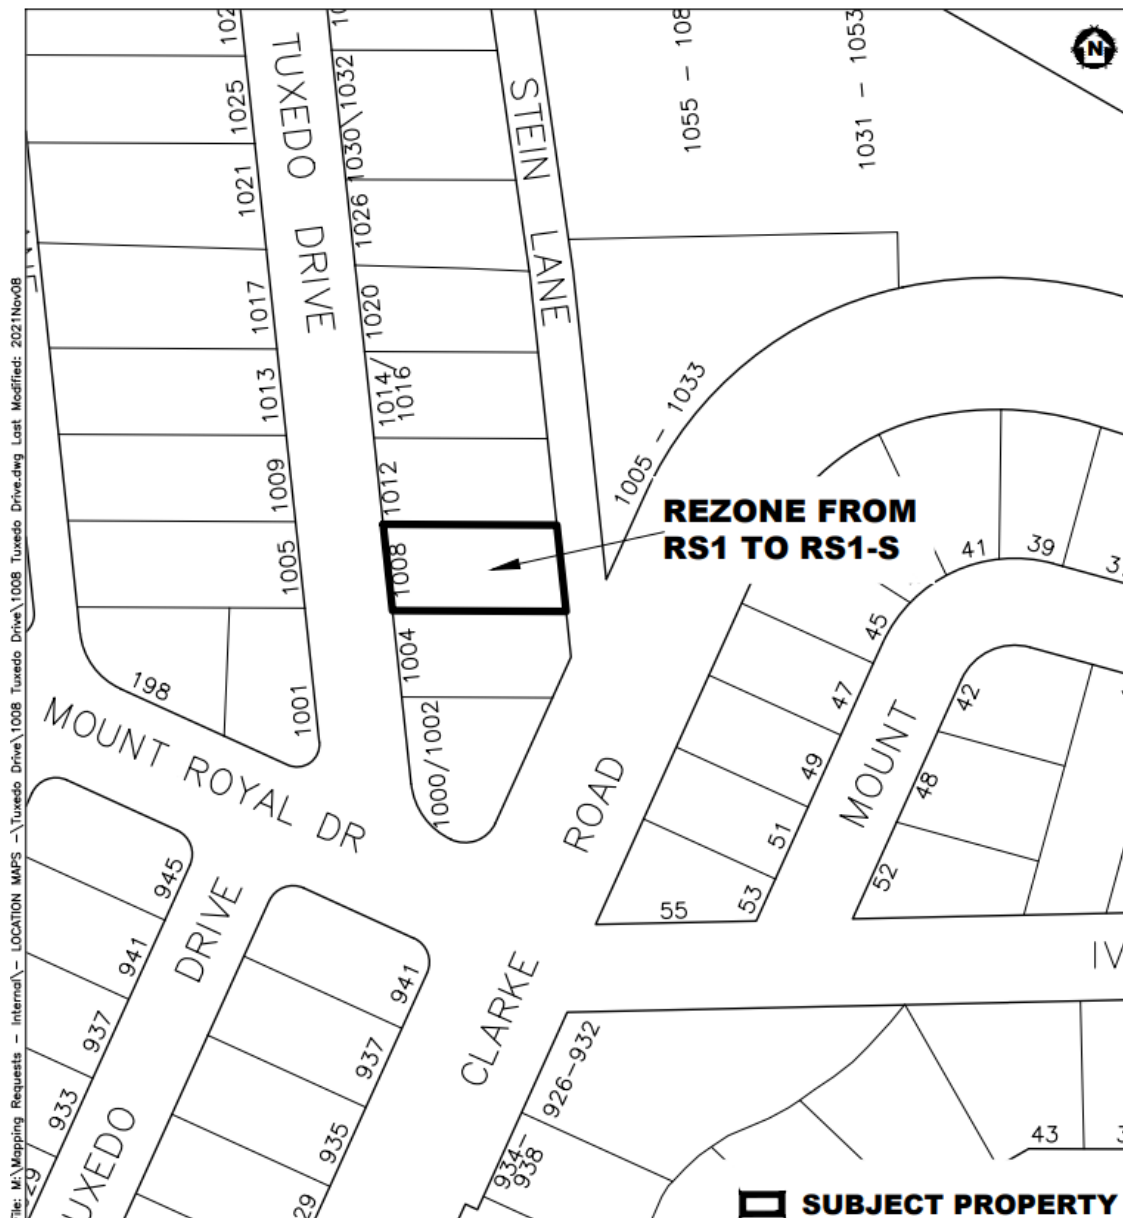 N
102
TUXEDO DRIVE
1030\1032
STEIN LANE
1055 - 108
1031 - 1053
1025
1021
1026
1017
1020
1013
1014/
1016
1005 - 1033
1009
1012
REZONE FROM
RS1 TO RS1-S
1005
1008
41
39
1004
45
198
1001
1000/1002
47
42
MOUNT ROYAL DR
ROAD
49
MOUNT
48
51
52
945
53
55
DRIVE
941
941
CLARKE
IV
937
937
926-932
933
935
TUXEDO
934-
938
43
29
SUBJECT PROPERTY
File: M:\Mapping Requests - Internal\- LOCATION MAPS -\Tuxedo Drive\1008 Tuxedo Drive\1008 Tuxedo Drive.dwg Last Modified: 2021Nov08